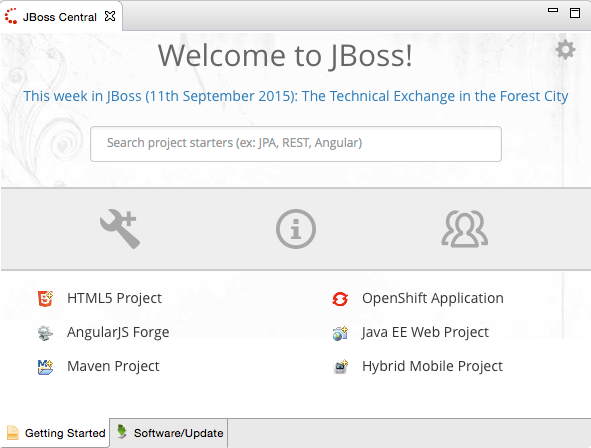 JBoss Central
Welcome to JBoss!
This week in JBoss (11th September 2015): The Technical Exchange in the Forest City
Search project starters (ex: JPA, REST, Angular)
HTML5 Project
OpenShift Application
AngularJS Forge
Java EE Web Project
Maven Project
Hybrid Mobile Project
Getting Started
Software/Update